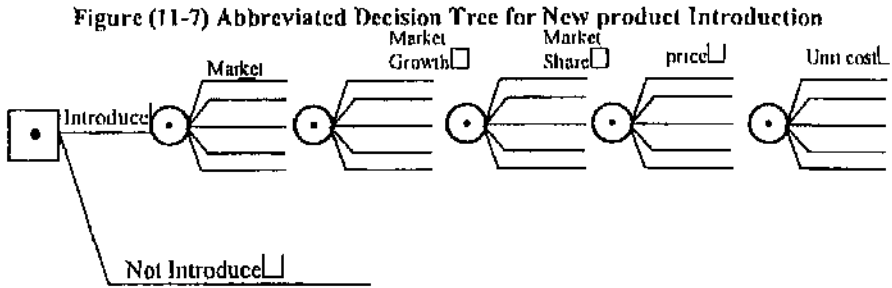 Figure (11-7) Abbreviated Decision Tree for New product Introduction
Market
Growth
Market
Share
price
Unit cost
Market
Introduce
Not Introduce